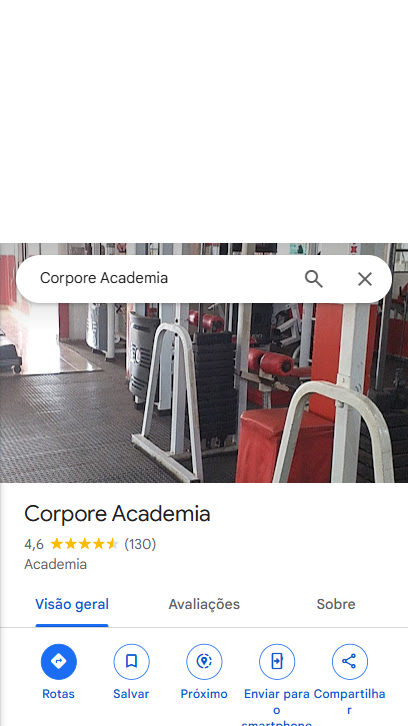 Corpore Academia
Corpore Academia
4,6 (130)
Academia
Visão geral Avaliações Sobre
Rotas Salvar Próximo Enviar para o smartphone Compartilhar